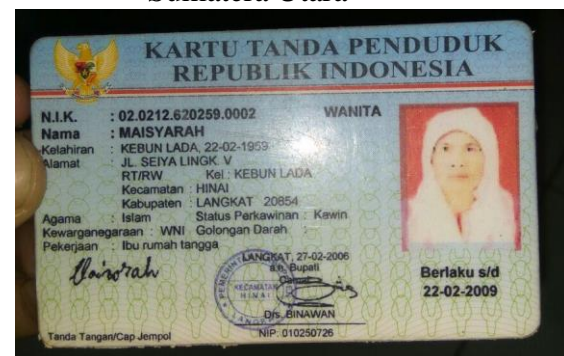 Sumatera Utara
KARTU TANDA PENDUDUK
REPUBLIK INDONESIA
N.I.K. : 02.0212.620259.0002 WANITA
Nama : MAISYARAH
Kelahiran : KEBUN LADA, 22-02-1959
Alamat : JL. SEIYA LINGK. V
RT/RW Kel : KEBUN LADA
Kecamatan : HINAI
Kabupaten : LANGKAT 20854
Agama : Islam Status Perkawinan : Kawin
Kewarganegaraan : WNI Golongan Darah :
Pekerjaan : Ibu rumah tangga
LANGKAT, 27-02-2006
a.n. Bupati
KECAMATAN
HINAI
Drs. BINAWAN
NIP. 010250726
Berlaku s/d
22-02-2009
Tanda Tangan/Cap Jempol